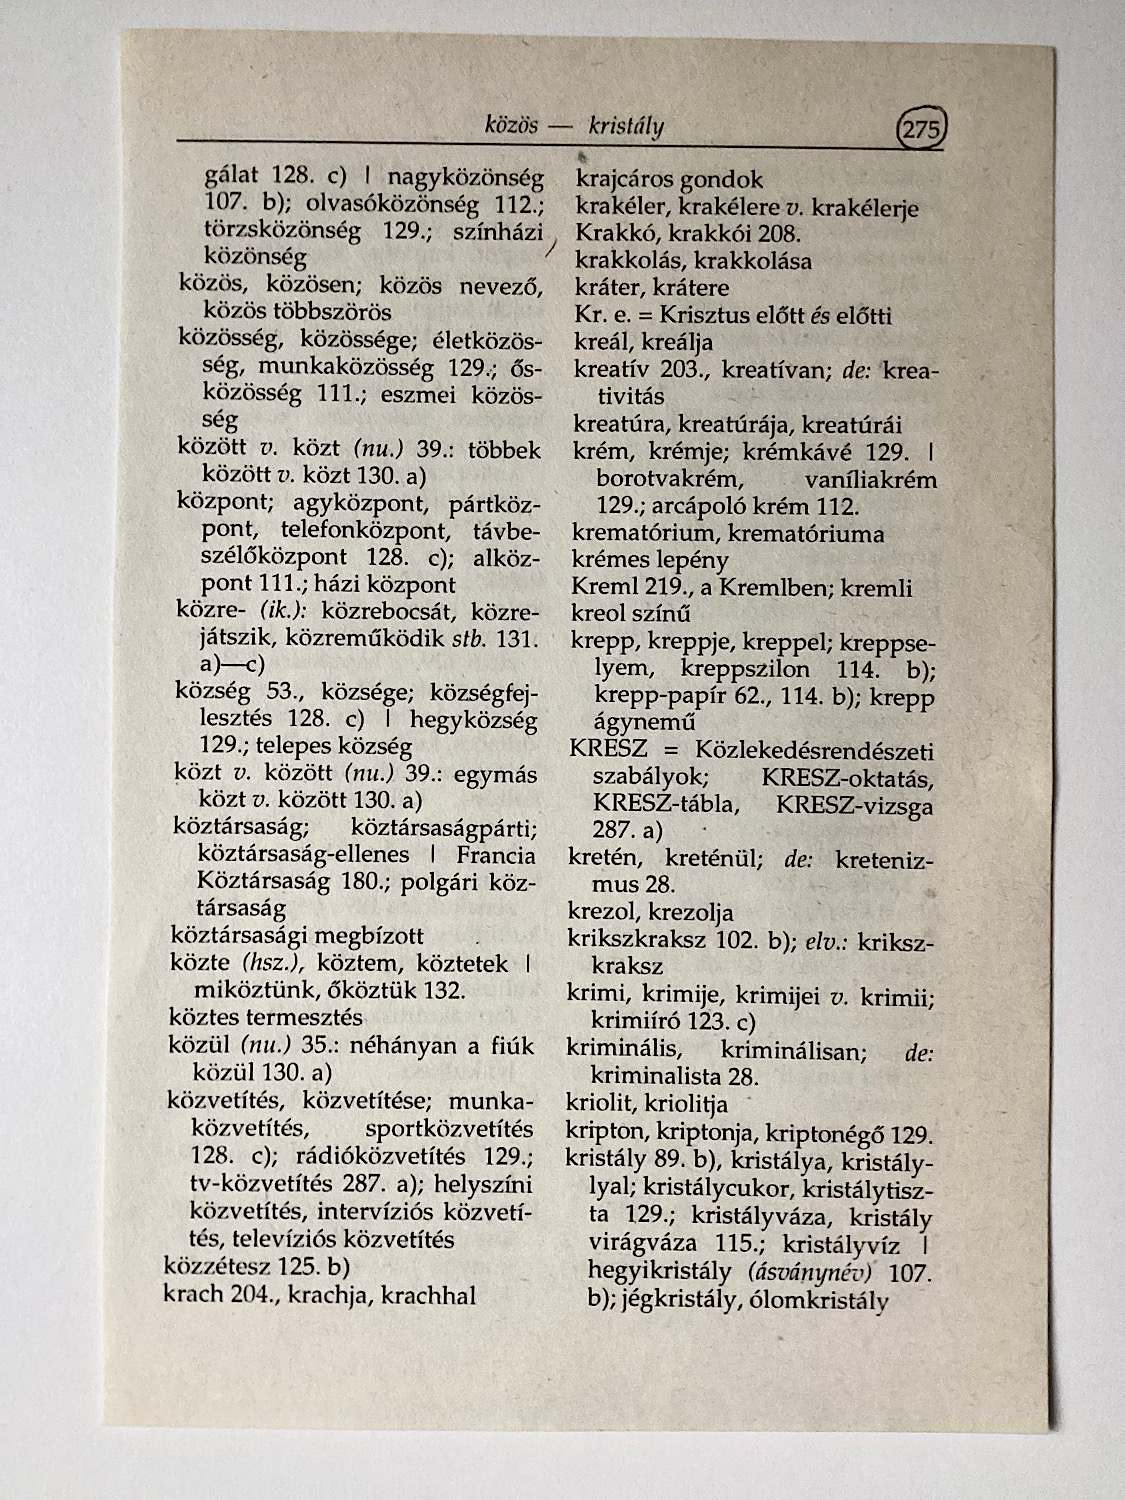 közös — kristály 275
gálat 128. c) | nagyközönség
107. b); olvasóközönség 112.;
törzsközönség 129.; színházi
közönség
közös, közösen; közös nevező,
közös többszörös
közösség, közössége; életközös-
ség, munkaközösség 129.; ős-
közösség 111.; eszmei közös-
ség
között v. közt (nu.) 39.: többek
között v. közt 130. a)
központ; agyközpont, pártköz-
pont, telefonközpont, távbe-
szélőközpont 128. c); alköz-
pont 111.; házi központ
közre- (ik.): közrebocsát, közre-
játszik, közreműködik stb. 131.
a)—c)
község 53., községe; községfej-
lesztés 128. c) | hegyközség
129.; telepes község
közt v. között (nu.) 39.: egymás
közt v. között 130. a)
köztársaság; köztársaságpárti;
köztársaság-ellenes | Francia
Köztársaság 180.; polgári köz-
társaság
köztársasági megbízott
közte (hsz.), köztem, köztetek |
miköztünk, őköztük 132.
köztes termesztés
közül (nu.) 35.: néhányan a fiúk
közül 130. a)
közvetítés, közvetítése; munka-
közvetítés, sportközvetítés
128. c); rádióközvetítés 129.;
tv-közvetítés 287. a); helyszíni
közvetítés, intervíziós közvetí-
tés, televíziós közvetítés
közzétesz 125. b)
krach 204., krachja, krachhal
krajcáros gondok
krakéler, krakélere v. krakélerje
Krakkó, krakkói 208.
krakkolás, krakkolása
kráter, krátere
Kr. e. = Krisztus előtt és előtti
kreál, kreálja
kreatív 203., kreatívan; de: krea-
tivitás
kreatúra, kreatúrája, kreatúrái
krém, krémje; krémkávé 129. |
borotvakrém, vaníliakrém
129.; arcápoló krém 112.
krematórium, krematóriuma
krémes lepény
Kreml 219., a Kremlben; kremli
kreol színű
krepp, kreppje, kreppel; kreppse-
lyem, kreppszilon 114. b);
krepp-papír 62., 114. b); krepp
ágynemű
KRESZ = Közlekedésrendészeti
szabályok; KRESZ-oktatás,
KRESZ-tábla, KRESZ-vizsga
287. a)
kretén, kreténül; de: kreteniz-
mus 28.
krezol, krezolja
krikszkraksz 102. b); elv.: kriksz-
kraksz
krimi, krimije, krimijei v. krimii;
krimiíró 123. c)
kriminális, kriminálisan; de:
kriminalista 28.
kriolit, kriolitja
kripton, kriptonja, kriptonégő 129.
kristály 89. b), kristálya, kristály-
lyal; kristálycukor, kristálytisz-
ta 129.; kristályváza, kristály
virágváza 115.; kristályvíz |
hegyikristály (ásványnév) 107.
b); jégkristály, ólomkristály